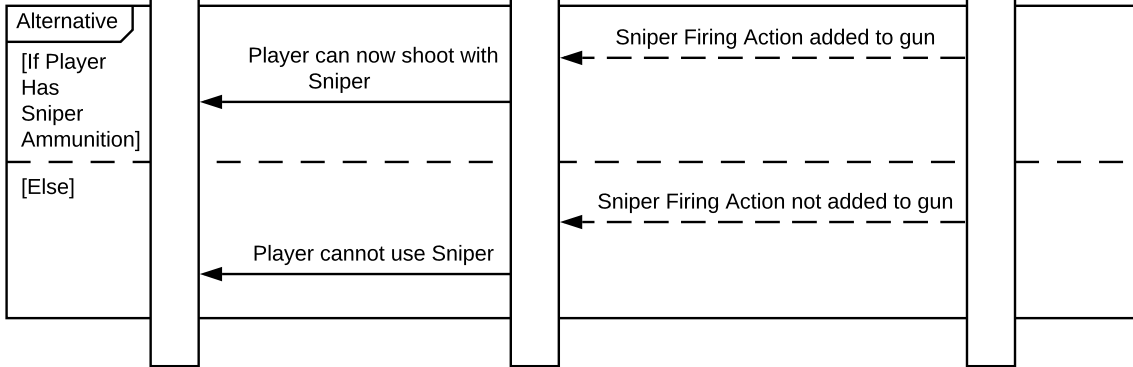 Alternative
[If Player
Has
Sniper
Ammunition]
Player can now shoot with
Sniper
Sniper Firing Action added to gun
[Else]
Sniper Firing Action not added to gun
Player cannot use Sniper